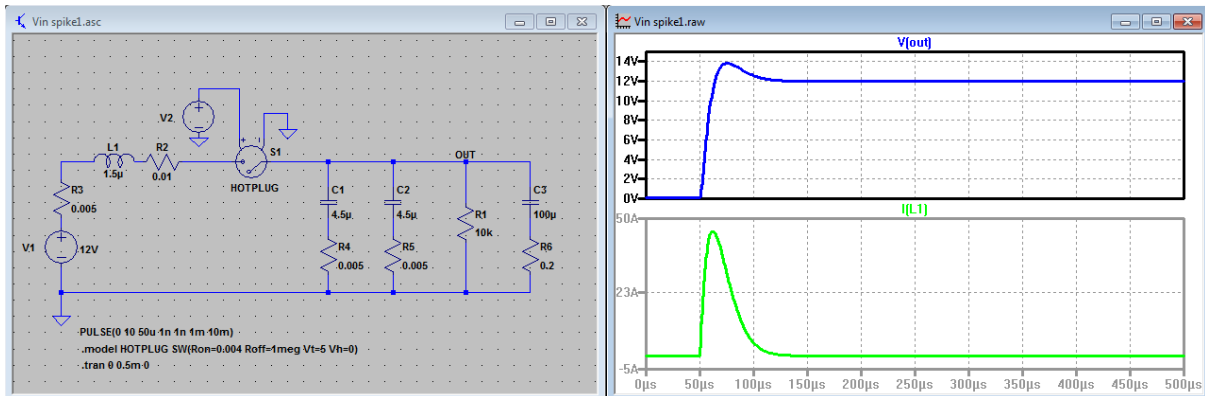 Vin spike1.asc
V2
L1
1.5µ
R2
0.01
S1
HOTPLUG
R3
0.005
V1
12V
OUT
C1
4.5µ
R4
0.005
C2
4.5µ
R5
0.005
R1
10k
C3
100µ
R6
0.2
PULSE(0 10 50u 1n 1n 1m 10m)
.model HOTPLUG SW(Ron=0.004 Roff=1meg Vt=5 Vh=0)
.tran 0 0.5m 0
Vin spike1.raw
V(out)
14V
12V
10V
8V
6V
4V
2V
0V
I(L1)
50A
23A
-5A
0µs 50µs 100µs 150µs 200µs 250µs 300µs 350µs 400µs 450µs 500µs